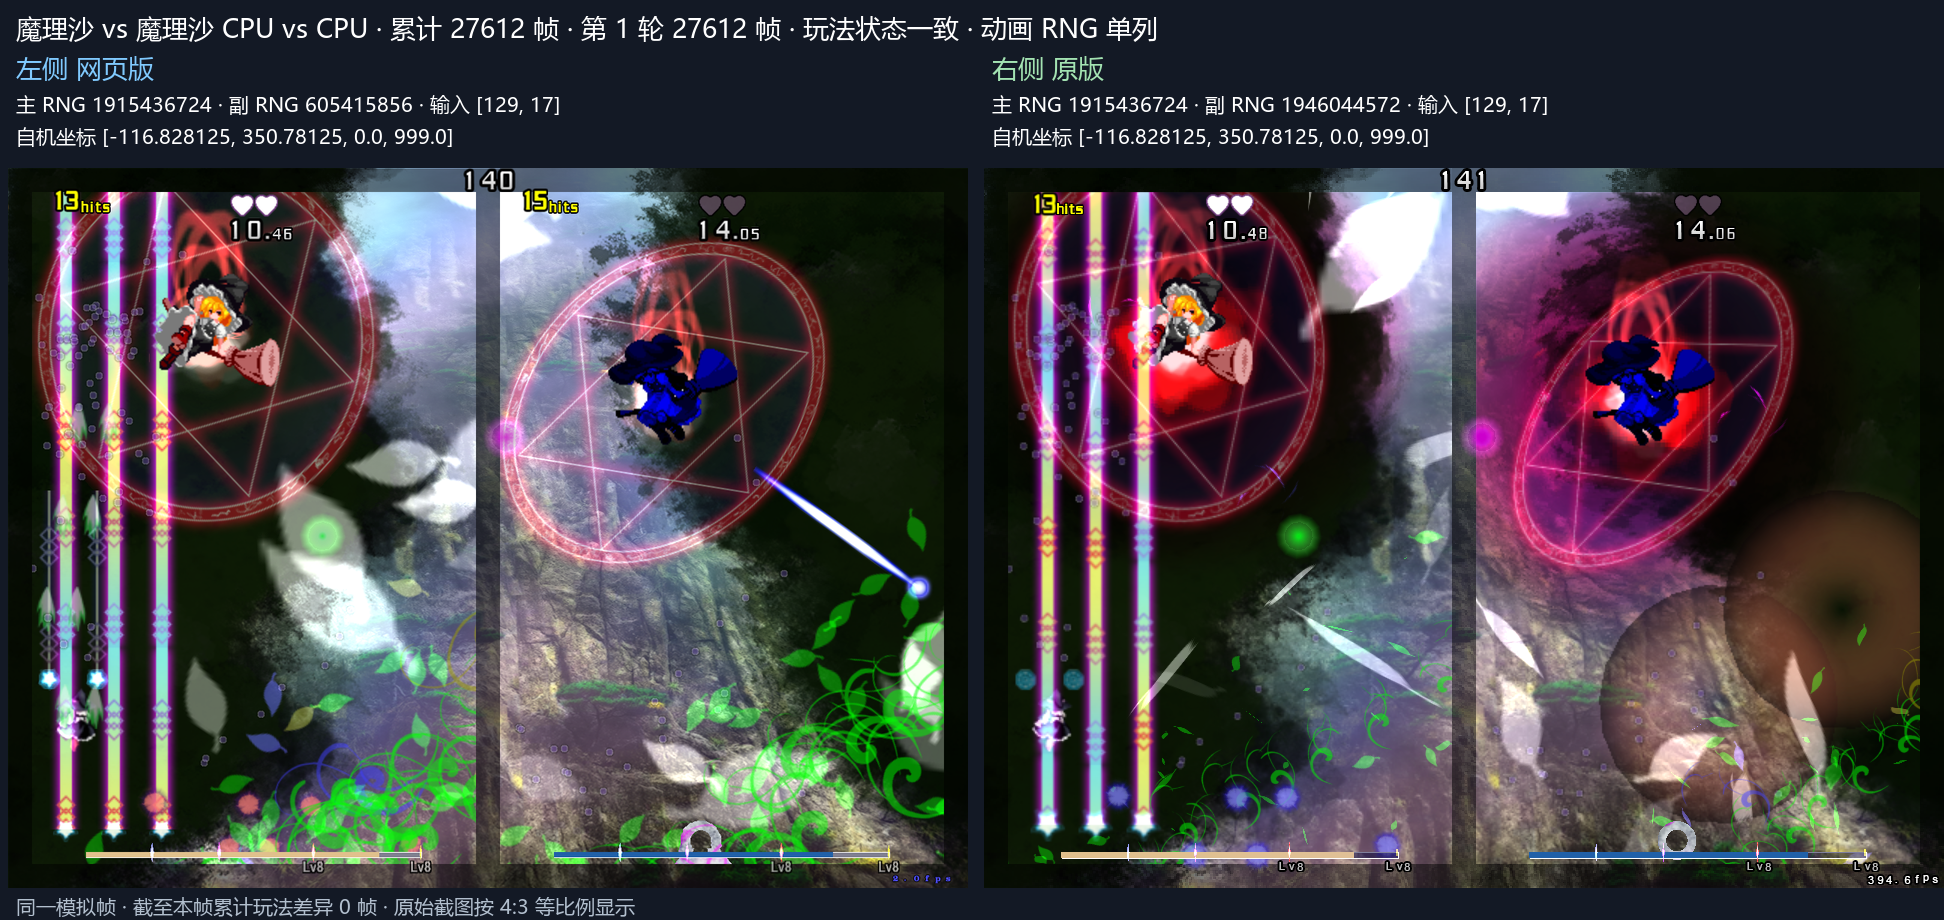 魔理沙 vs 魔理沙 CPU vs CPU · 累计 27612 帧 · 第 1 轮 27612 帧 · 玩法状态一致 · 动画 RNG 单列
左侧 网页版
主 RNG 1915436724 · 副 RNG 605415856 · 输入 [129, 17]
自机坐标 [-116.828125, 350.78125, 0.0, 999.0]
右侧 原版
主 RNG 1915436724 · 副 RNG 1946044572 · 输入 [129, 17]
自机坐标 [-116.828125, 350.78125, 0.0, 999.0]
140
13hits
10.46
15hits
14.05
Lv8
Lv8
Lv8
Lv8
141
13hits
10.48
14.06
Lv8
Lv8
Lv8
Lv8
394.6fps
同一模拟帧 · 截至本帧累计玩法差异 0 帧 · 原始截图按 4:3 等比例显示